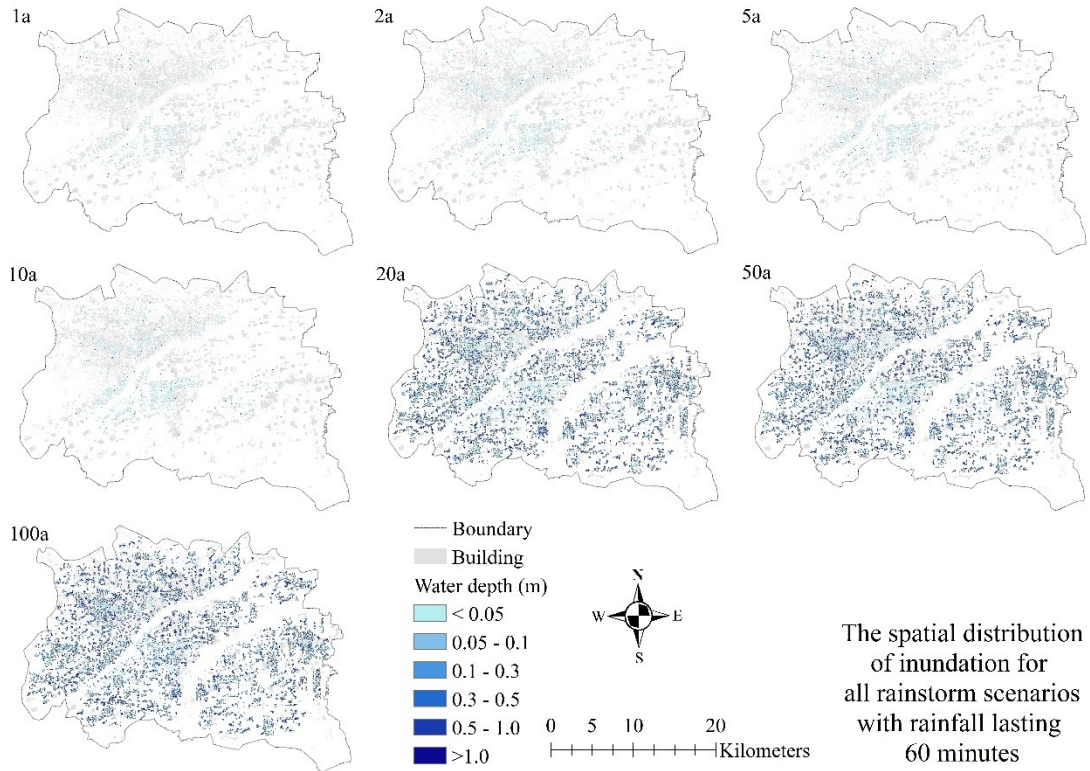 1a
2a
5a
10a
20a
50a
100a
Boundary
Building
Water depth (m)
< 0.05
0.05 - 0.1
0.1 - 0.3
0.3 - 0.5
0.5 - 1.0
>1.0
N
W E
S
0 5 10 20
Kilometers
The spatial distribution
of inundation for
all rainstorm scenarios
with rainfall lasting
60 minutes